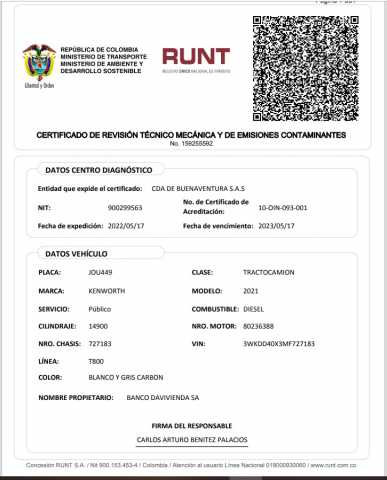 REPÚBLICA DE COLOMBIA
MINISTERIO DE TRANSPORTE
MINISTERIO DE AMBIENTE Y
DESARROLLO SOSTENIBLE
Libertad y Orden
RUNT
REGISTRO ÚNICO NACIONAL DE TRÁNSITO
CERTIFICADO DE REVISIÓN TÉCNICO MECÁNICA Y DE EMISIONES CONTAMINANTES
No. 159255592
DATOS CENTRO DIAGNÓSTICO
Entidad que expide el certificado: CDA DE BUENAVENTURA S.A.S
NIT: 900299563 No. de Certificado de Acreditación: 10-OIN-093-001
Fecha de expedición: 2022/05/17 Fecha de vencimiento: 2023/05/17
DATOS VEHÍCULO
PLACA: JOU449 CLASE: TRACTOCAMION
MARCA: KENWORTH MODELO: 2021
SERVICIO: Público COMBUSTIBLE: DIESEL
CILINDRAJE: 14900 NRO. MOTOR: 80236388
NRO. CHASIS: 727183 VIN: 3WKDD40X3MF727183
LÍNEA: T800
COLOR: BLANCO Y GRIS CARBON
NOMBRE PROPIETARIO: BANCO DAVIVIENDA SA
FIRMA DEL RESPONSABLE
CARLOS ARTURO BENITEZ PALACIOS
Concesión RUNT S.A. / Nit 900.153.453-4 / Colombia / Atención al usuario Línea Nacional 018000930060 / www.runt.com.co